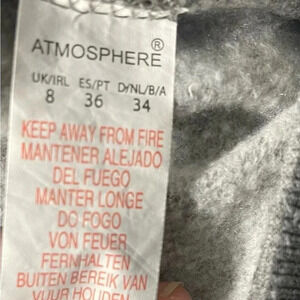 ATMOSPHERE®
UK/IRL ES/PT D/NL/B/A
8 36 34
KEEP AWAY FROM FIRE
MANTENER ALEJADO
DEL FUEGO
MANTER LONGE
DO FOGO
VON FEUER
FERNHALTEN
BUITEN BEREIK VAN
VUUR HOUDEN